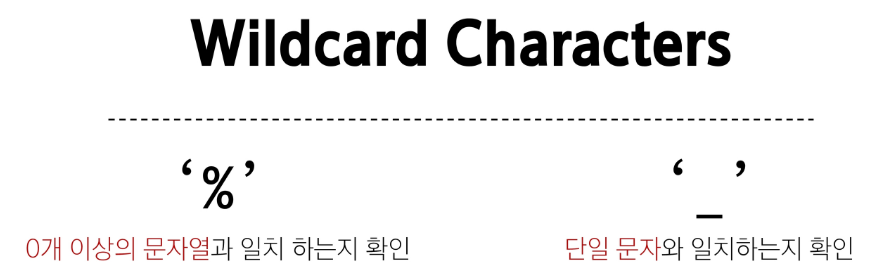 Wildcard Characters
‘%’
0개 이상의 문자열과 일치 하는지 확인
‘_’
단일 문자와 일치하는지 확인